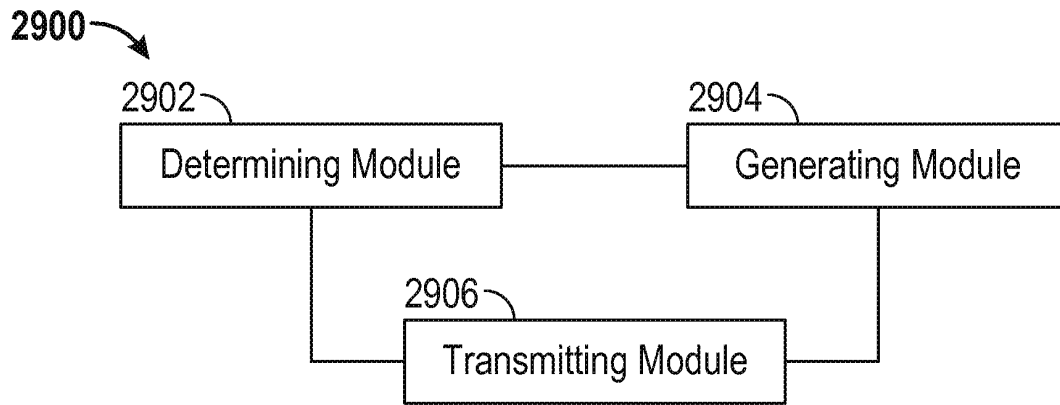 2900
2902
2904
Determining Module
Generating Module
2906
Transmitting Module